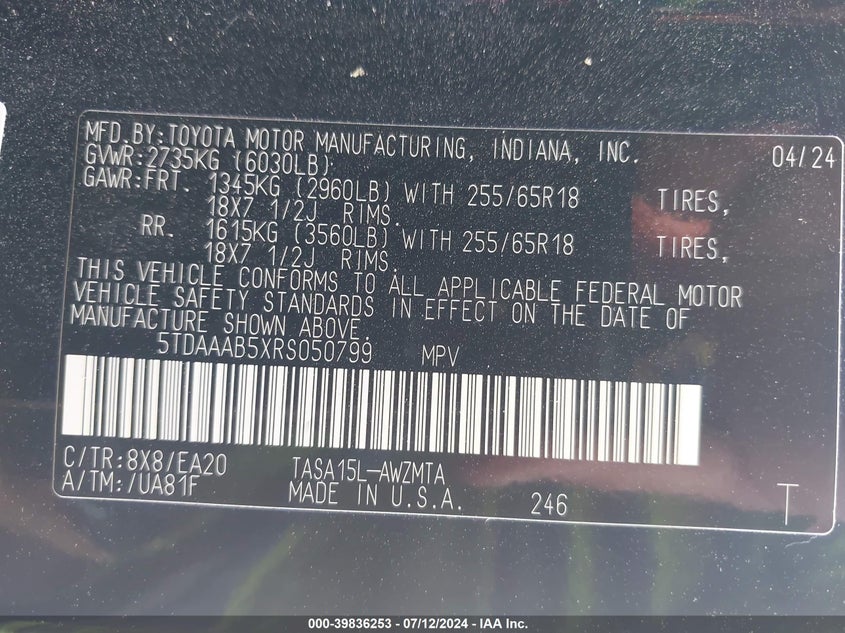 MFD. BY: TOYOTA MOTOR MANUFACTURING, INDIANA, INC. 04/24
GVWR: 2735KG (6030LB)
GAWR: FRT. 1345KG (2960LB) WITH 255/65R18 TIRES,
18X7 1/2J RIMS.
RR. 1615KG (3560LB) WITH 255/65R18 TIRES,
18X7 1/2J RIMS.
THIS VEHICLE CONFORMS TO ALL APPLICABLE FEDERAL MOTOR
VEHICLE SAFETY STANDARDS IN EFFECT ON THE DATE OF
MANUFACTURE SHOWN ABOVE.
5TDAAAB5XRS050799 MPV
C/TR: 8X8/EA20 TASA15L-AWZMTA
A/TM: /UA81F MADE IN U.S.A. 246 T
000-39836253 - 07/12/2024 - IAA Inc.